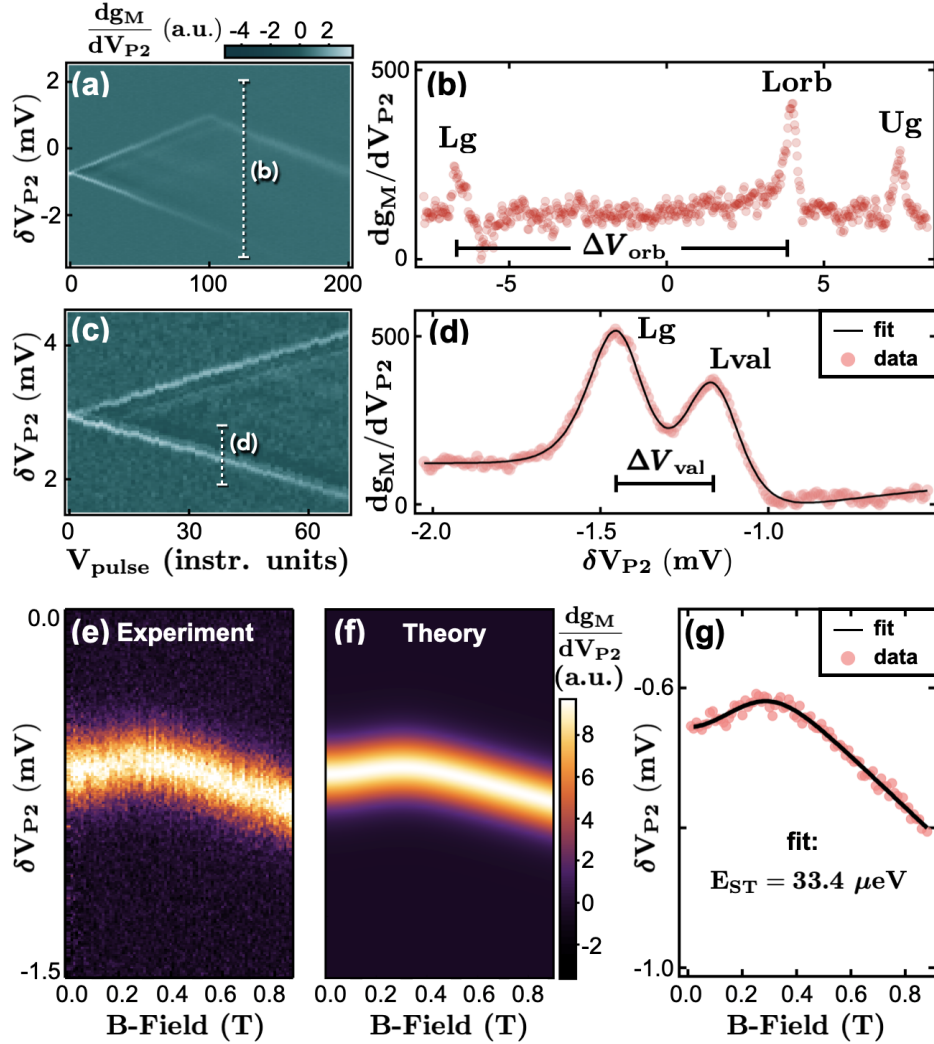 dg_M
dV_P2
(a.u.)
-4 -2 0 2
(a)
2
0
-2
δV_P2 (mV)
(b)
0 100 200
(b)
500
0
dg_M/dV_P2
Lg
Lorb
Ug
ΔV_orb
-5 0 5
(c)
4
2
δV_P2 (mV)
(d)
0 30 60
V_pulse (instr. units)
(d)
500
0
dg_M/dV_P2
Lg
Lval
ΔV_val
fit
data
-2.0 -1.5 -1.0
δV_P2 (mV)
(e) Experiment
0.0
-1.5
δV_P2 (mV)
0.0 0.2 0.4 0.6 0.8
B-Field (T)
(f) Theory
0.0 0.2 0.4 0.6 0.8
B-Field (T)
dg_M
dV_P2
(a.u.)
8
6
4
2
0
-2
(g)
fit
data
-0.6
-1.0
δV_P2 (mV)
fit:
E_ST = 33.4 μeV
0.0 0.2 0.4 0.6 0.8
B-Field (T)